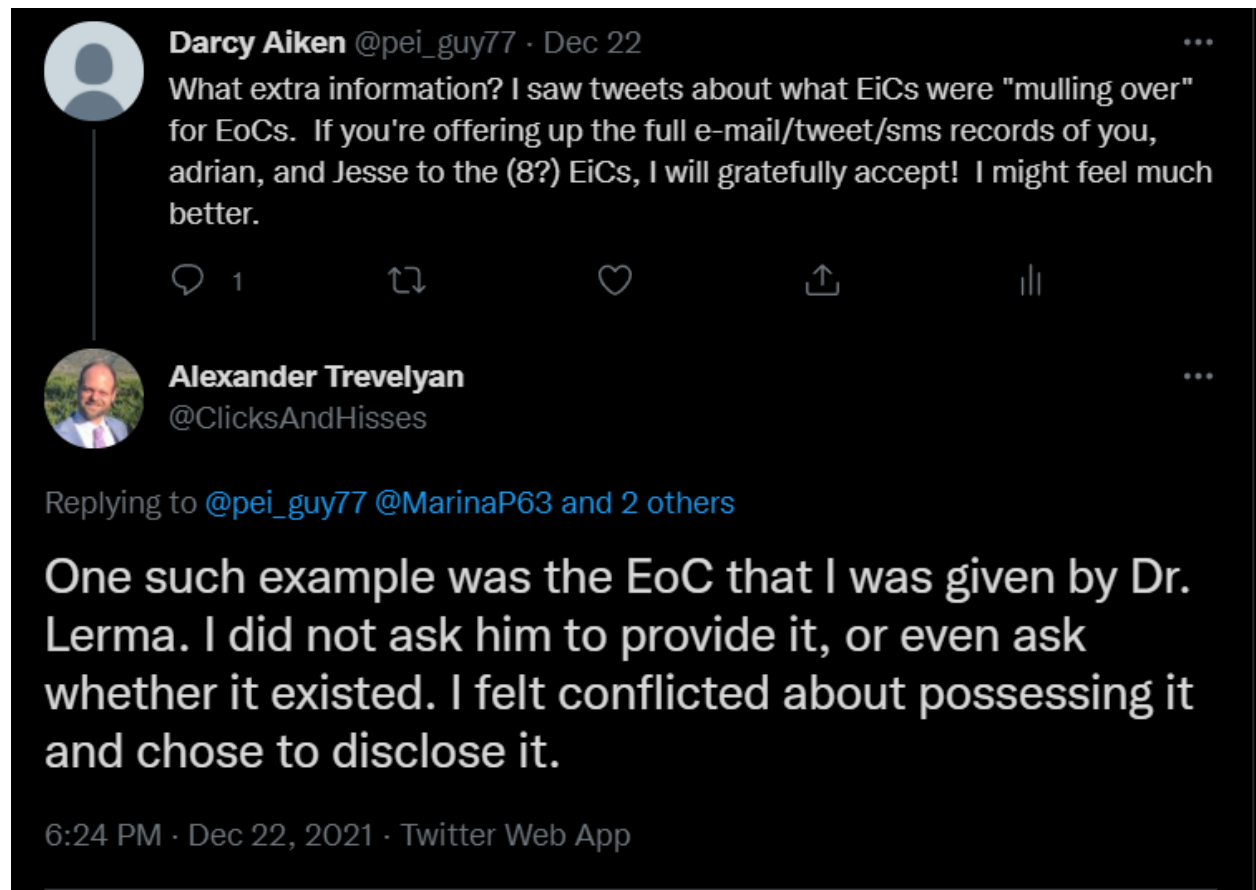 Darcy Aiken @pei_guy77 · Dec 22
What extra information? I saw tweets about what EiCs were "mulling over"
for EoCs.  If you're offering up the full e-mail/tweet/sms records of you,
adrian, and Jesse to the (8?) EiCs, I will gratefully accept!  I might feel much
better.
1
Alexander Trevelyan
@ClicksAndHisses
Replying to @pei_guy77 @MarinaP63 and 2 others
One such example was the EoC that I was given by Dr.
Lerma. I did not ask him to provide it, or even ask
whether it existed. I felt conflicted about possessing it
and chose to disclose it.
6:24 PM · Dec 22, 2021 · Twitter Web App